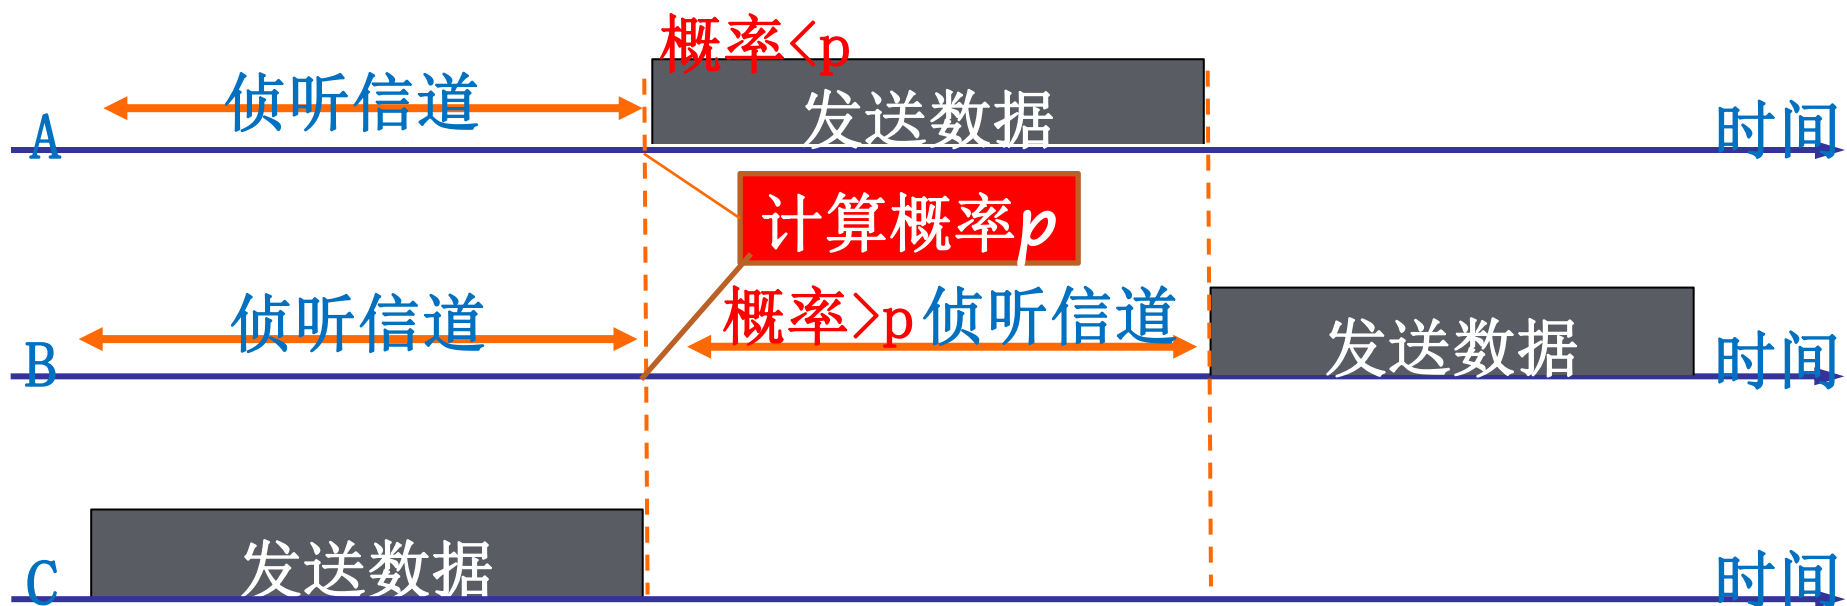 概率<p
侦听信道
发送数据
A
时间
计算概率p
侦听信道
概率>p 侦听信道
发送数据
B
时间
发送数据
C
时间